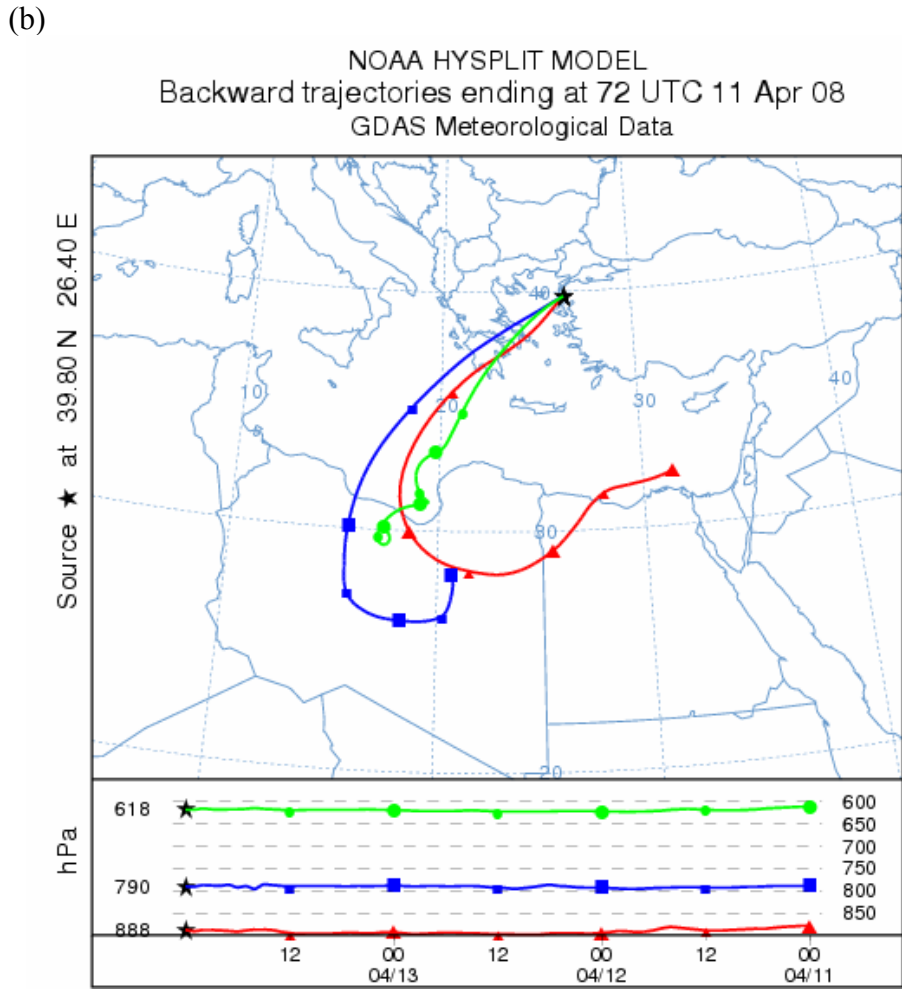 (b)
NOAA HYSPLIT MODEL
Backward trajectories ending at 72 UTC 11 Apr 08
GDAS Meteorological Data
Source ★ at 39.80 N 26.40 E
40
40
10
20
30
30
20
hPa
618
790
888
600
650
700
750
800
850
12 00 12 00 12 00
04/13 04/12 04/11